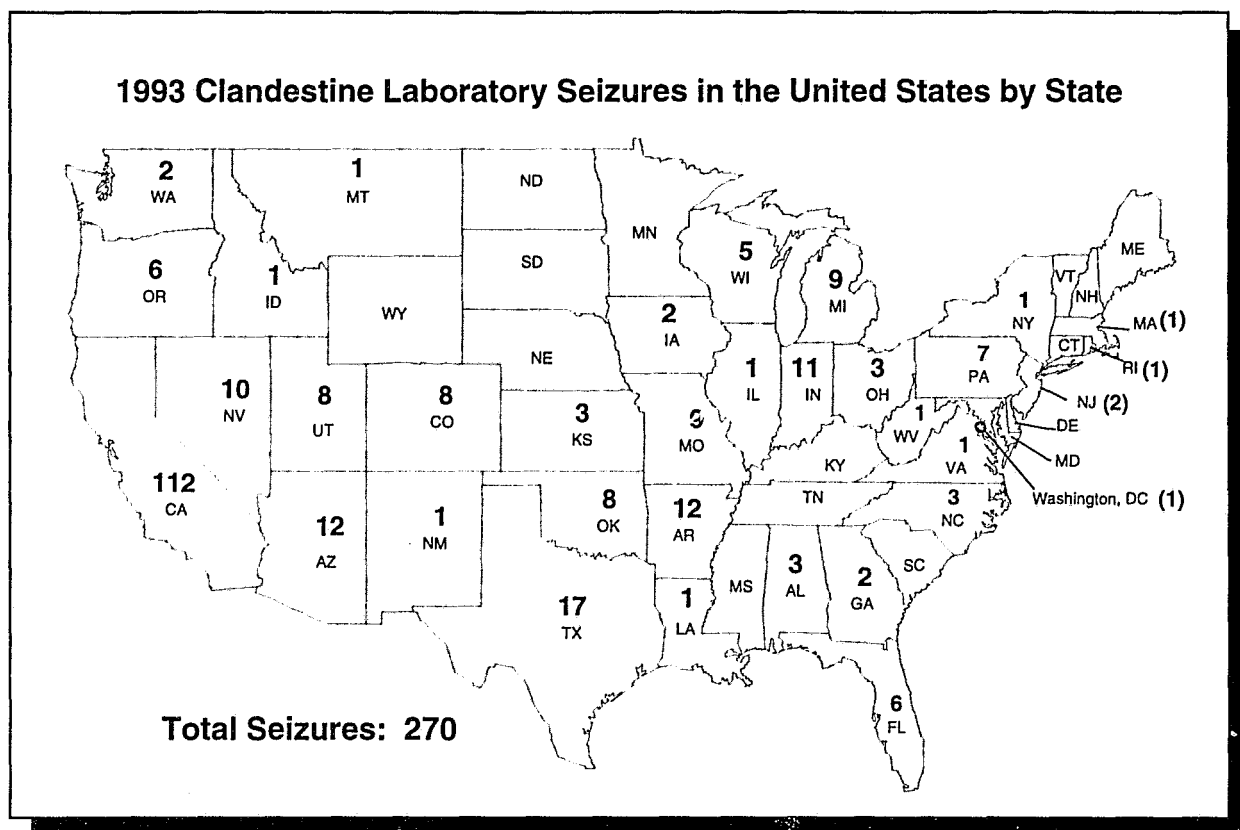 1993 Clandestine Laboratory Seizures in the United States by State
2
WA
1
MT
ND
MN
ME
6
OR
1
ID
SD
5
WI
9
MI
VT
NH
1
NY
MA (1)
WY
2
IA
CT
RI (1)
NE
7
PA
NJ (2)
10
NV
8
UT
8
CO
3
KS
9
MO
1
IL
11
IN
3
OH
1
WV
DE
1
VA
MD
KY
112
CA
Washington, DC (1)
12
AZ
1
NM
8
OK
12
AR
TN
3
NC
17
TX
1
LA
MS
3
AL
2
GA
SC
6
FL
Total Seizures: 270